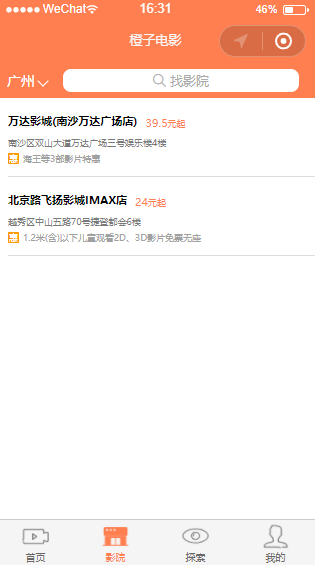 WeChat 16:31 46%
橙子电影
广州 找影院
万达影城(南沙万达广场店) 39.5元起
南沙区双山大道万达广场三号娱乐楼4楼
惠 海王等3部影片特惠
北京路飞扬影城IMAX店 24元起
越秀区中山五路70号捷登都会6楼
惠 1.2米(含)以下儿童观看2D、3D影片免票无座
首页 影院 探索 我的